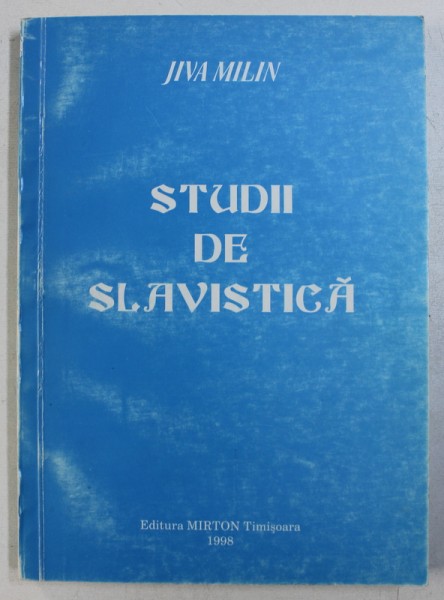 JIVA MILIN
STUDII
DE
SLAVISTICĂ
Editura MIRTON Timişoara
1998